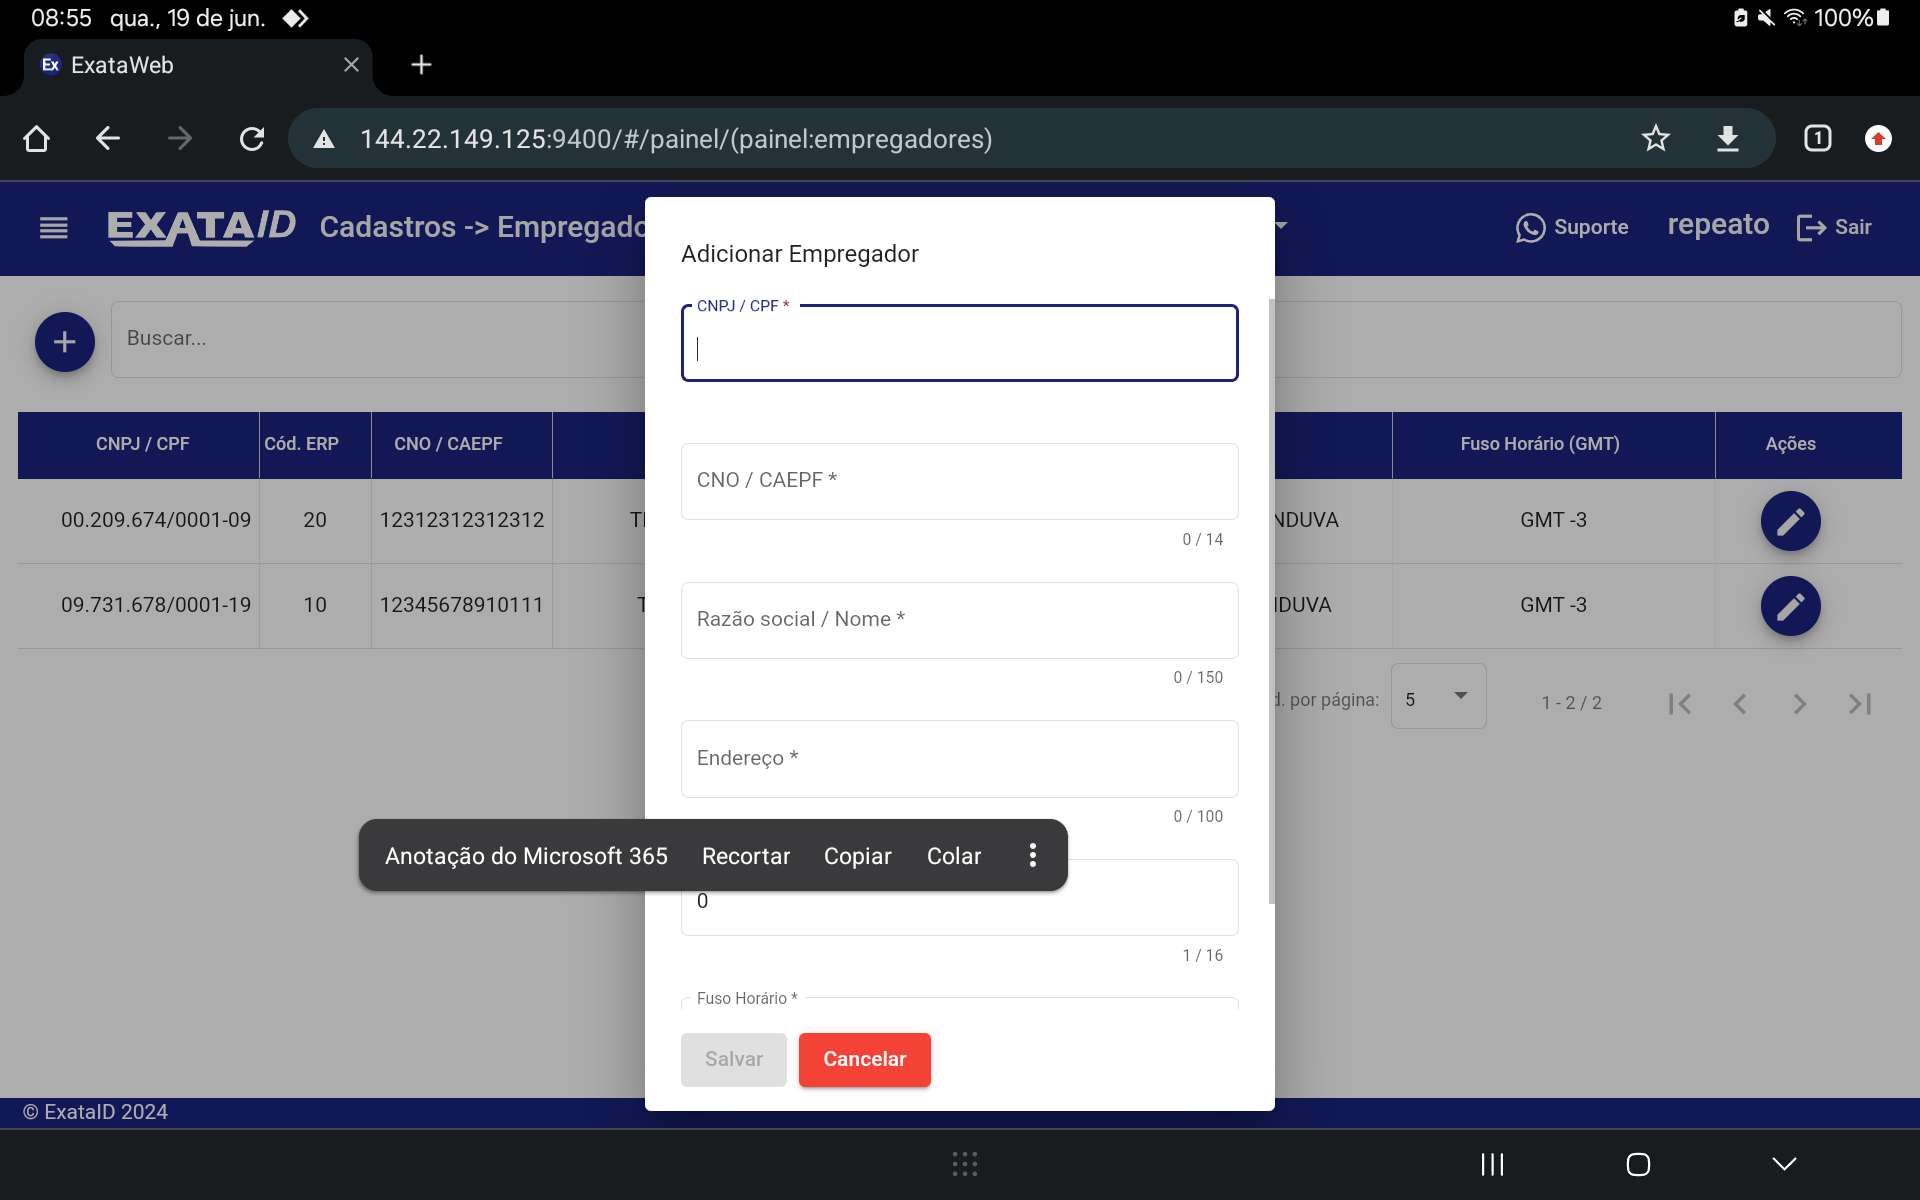 08:55 qua., 19 de jun. 100%
Ex ExataWeb
144.22.149.125:9400/#/painel/(painel:empregadores) 1
EXATAID Cadastros -> Empregado Suporte repeato Sair
Adicionar Empregador
CNPJ / CPF *
Buscar...
CNPJ / CPF Cód. ERP CNO / CAEPF Fuso Horário (GMT) Ações
CNO / CAEPF *
00.209.674/0001-09 20 12312312312312 NDUVA GMT -3
0 / 14
09.731.678/0001-19 10 12345678910111 DUVA GMT -3
Razão social / Nome *
0 / 150
d. por página: 5 1 - 2 / 2
Endereço *
0 / 100
Anotação do Microsoft 365 Recortar Copiar Colar
0
1 / 16
Fuso Horário *
Salvar Cancelar
© ExataID 2024